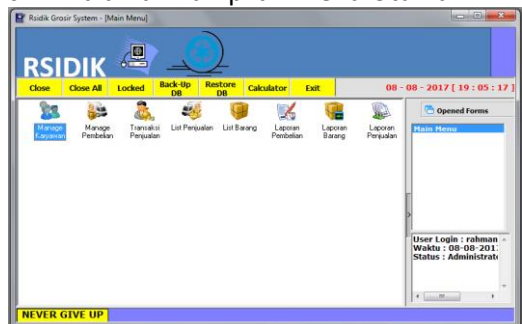 Rsidik Grosir System - [Main Menu]
RSIDIK
Close Close All Locked Back-Up DB Restore DB Calculator Exit 08 - 08 - 2017 [ 19 : 05 : 17 ]
Manage Karyawan Manage Pembelian Transaksi Penjualan List Penjualan List Barang Laporan Pembelian Laporan Barang Laporan Penjualan
Opened Forms
Main Menu
User Login : rahman
Waktu : 08-08-201
Status : Administrat
NEVER GIVE UP